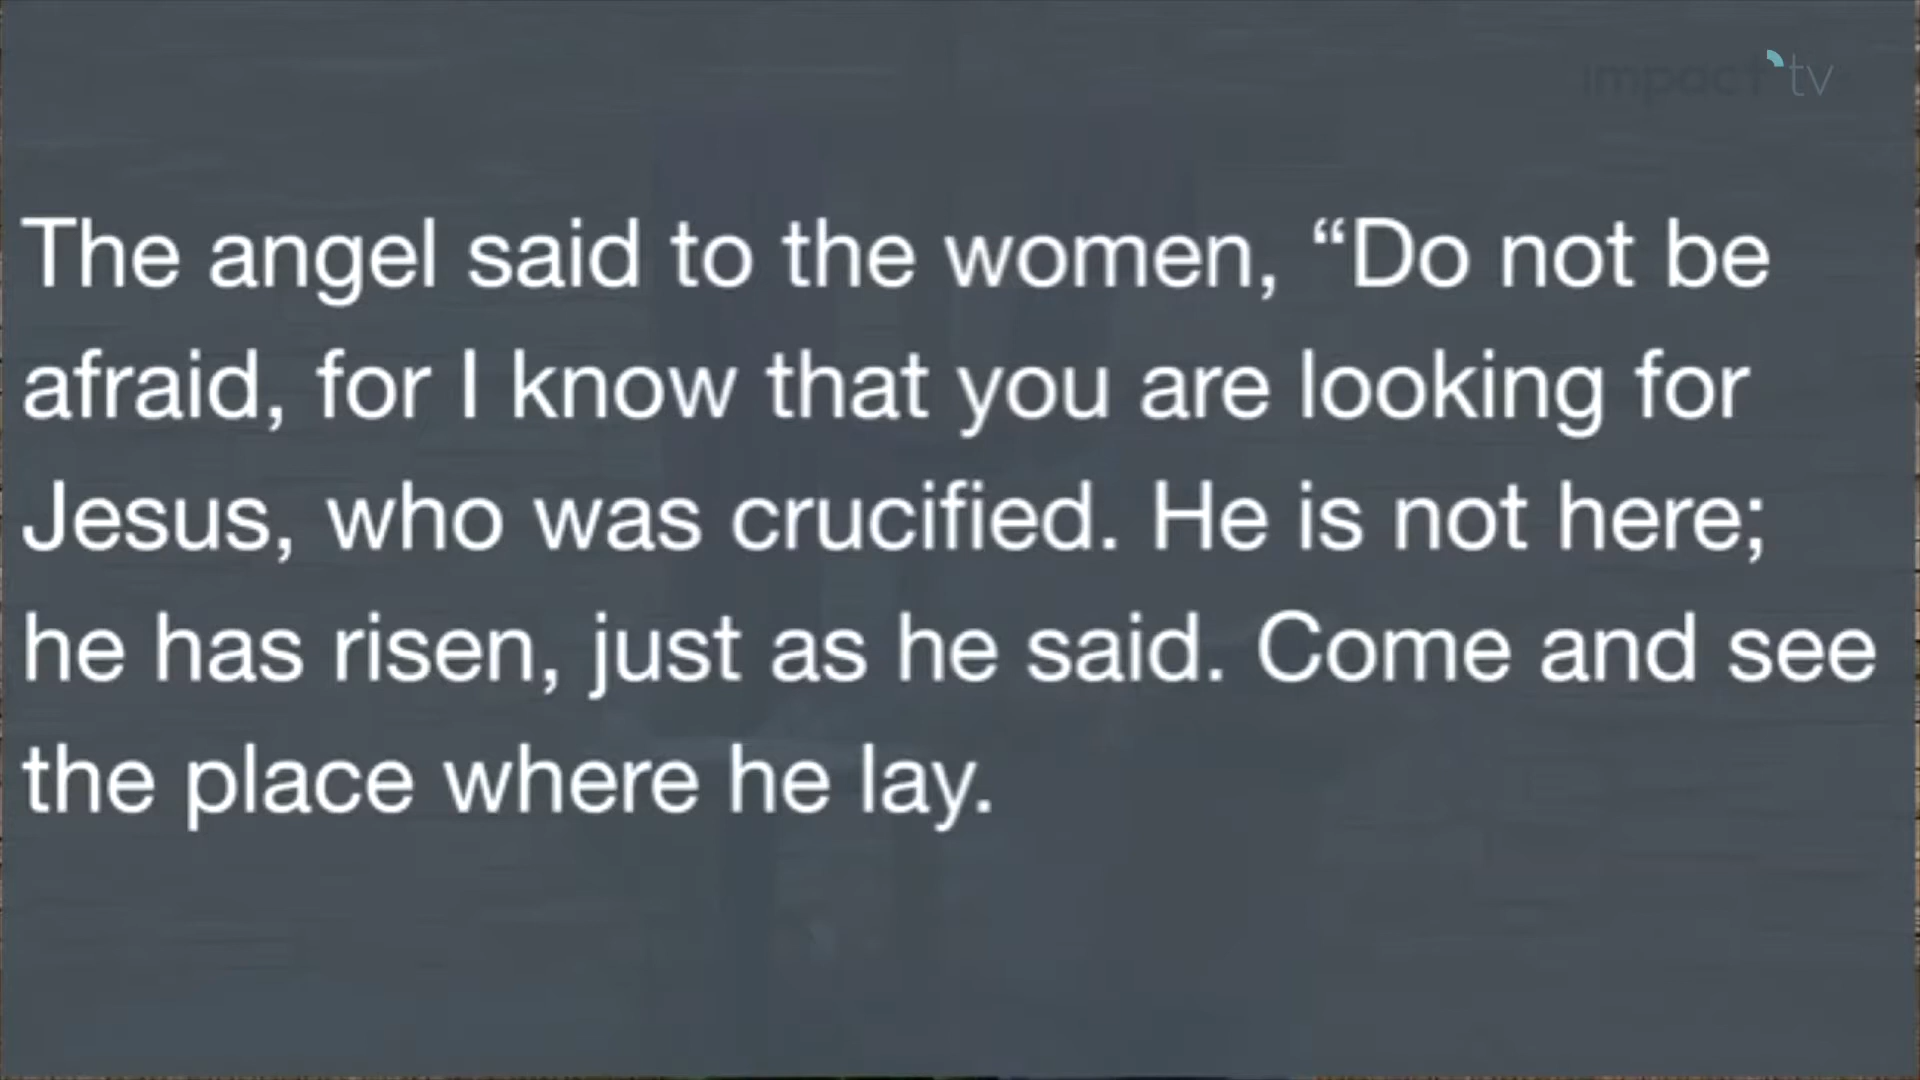 impact tv
The angel said to the women, “Do not be
afraid, for I know that you are looking for
Jesus, who was crucified. He is not here;
he has risen, just as he said. Come and see
the place where he lay.